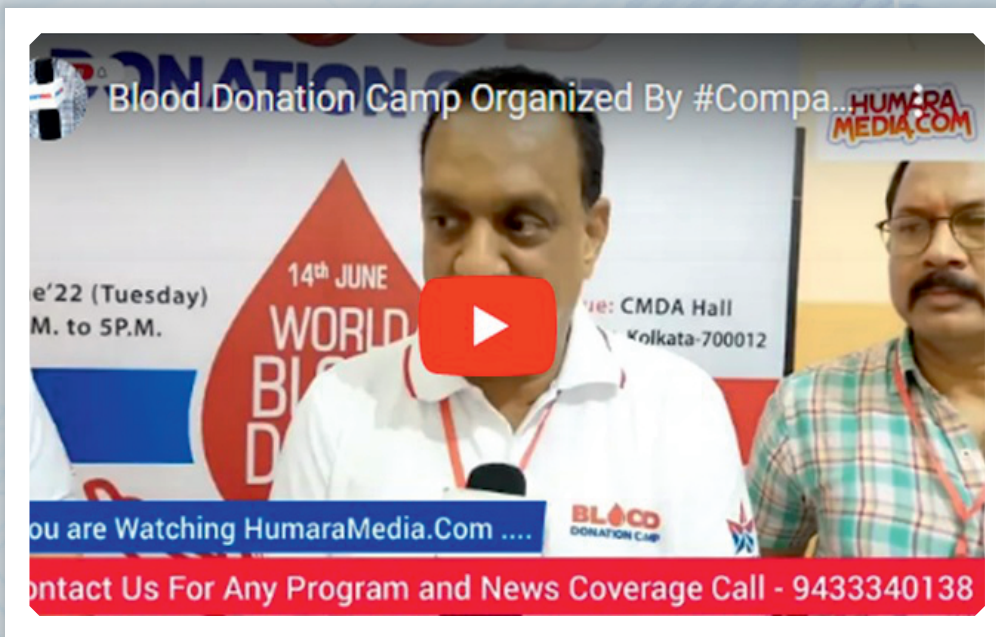 DONATION
Blood Donation Camp Organized By #Compa...
HUMARA
MEDIA.COM
14th JUNE
WORLD
e'22 (Tuesday)
M. to 5P.M.
ue: CMDA Hall
Kolkata-700012
BLOOD
DONATION CAMP
ou are Watching HumaraMedia.Com ....
ontact Us For Any Program and News Coverage Call - 9433340138